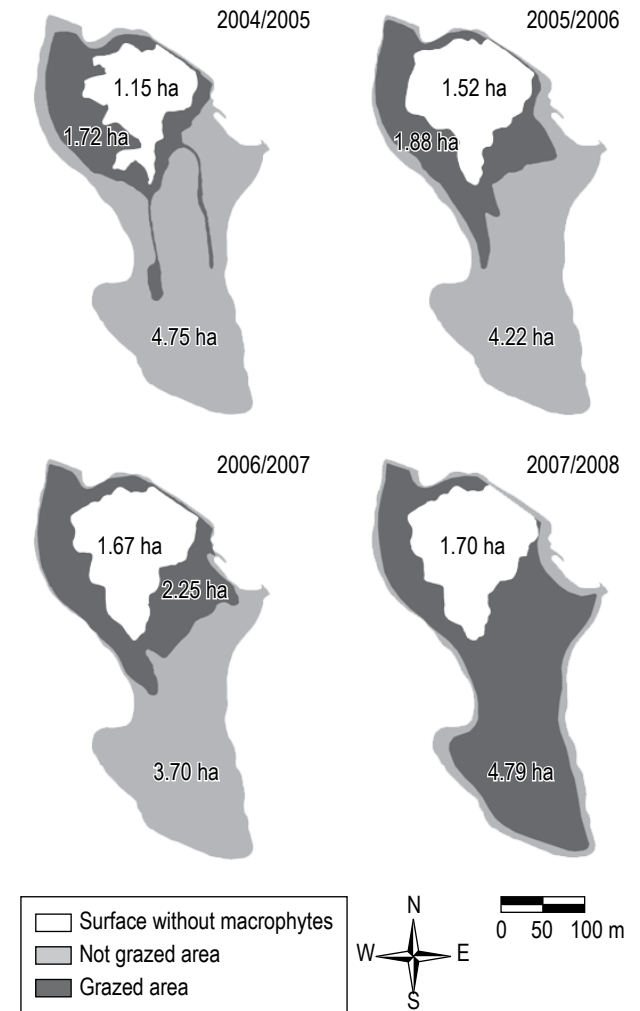 2004/2005
1.15 ha
1.72 ha
4.75 ha
2005/2006
1.52 ha
1.88 ha
4.22 ha
2006/2007
1.67 ha
2.25 ha
3.70 ha
2007/2008
1.70 ha
4.79 ha
Surface without macrophytes
Not grazed area
Grazed area
N
W E
S
0 50 100 m